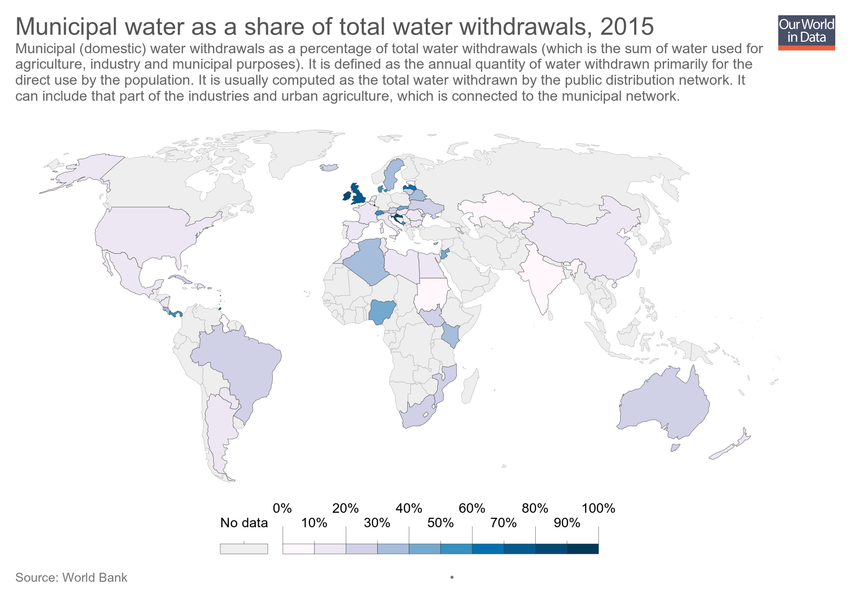 Municipal water as a share of total water withdrawals, 2015
Our World
in Data
Municipal (domestic) water withdrawals as a percentage of total water withdrawals (which is the sum of water used for
agriculture, industry and municipal purposes). It is defined as the annual quantity of water withdrawn primarily for the
direct use by the population. It is usually computed as the total water withdrawn by the public distribution network. It
can include that part of the industries and urban agriculture, which is connected to the municipal network.
0% 20% 40% 60% 80% 100%
No data 10% 30% 50% 70% 90%
Source: World Bank